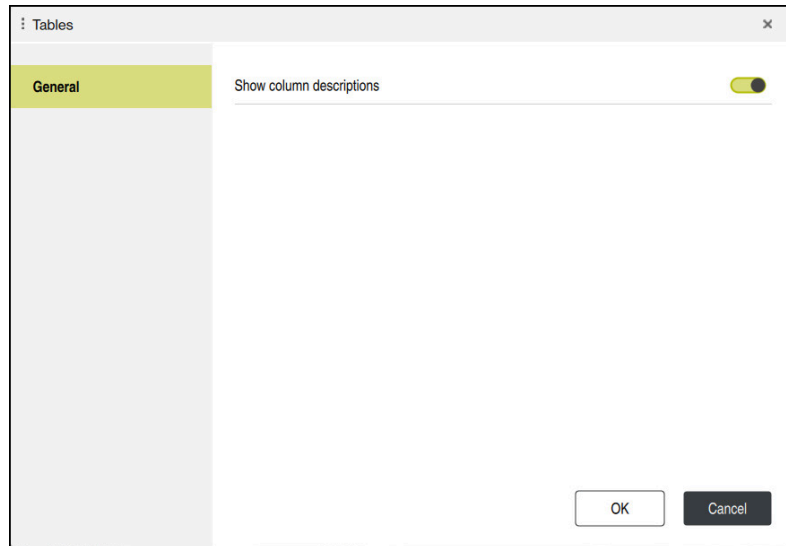 Tables
General
Show column descriptions
OK
Cancel